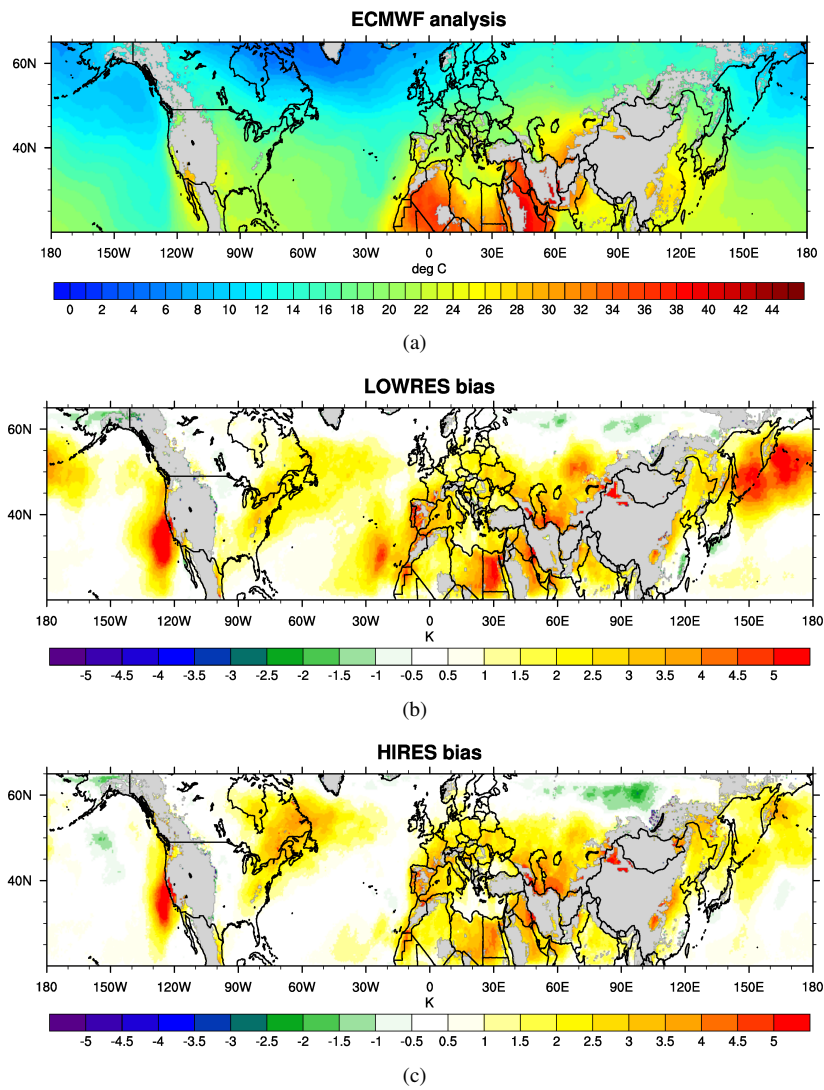 ECMWF analysis
60N
40N
180 150W 120W 90W 60W 30W 0 30E 60E 90E 120E 150E 180
deg C
0 2 4 6 8 10 12 14 16 18 20 22 24 26 28 30 32 34 36 38 40 42 44
(a)
LOWRES bias
60N
40N
180 150W 120W 90W 60W 30W 0 30E 60E 90E 120E 150E 180
K
-5 -4.5 -4 -3.5 -3 -2.5 -2 -1.5 -1 -0.5 0.5 1 1.5 2 2.5 3 3.5 4 4.5 5
(b)
HIRES bias
60N
40N
180 150W 120W 90W 60W 30W 0 30E 60E 90E 120E 150E 180
K
-5 -4.5 -4 -3.5 -3 -2.5 -2 -1.5 -1 -0.5 0.5 1 1.5 2 2.5 3 3.5 4 4.5 5
(c)